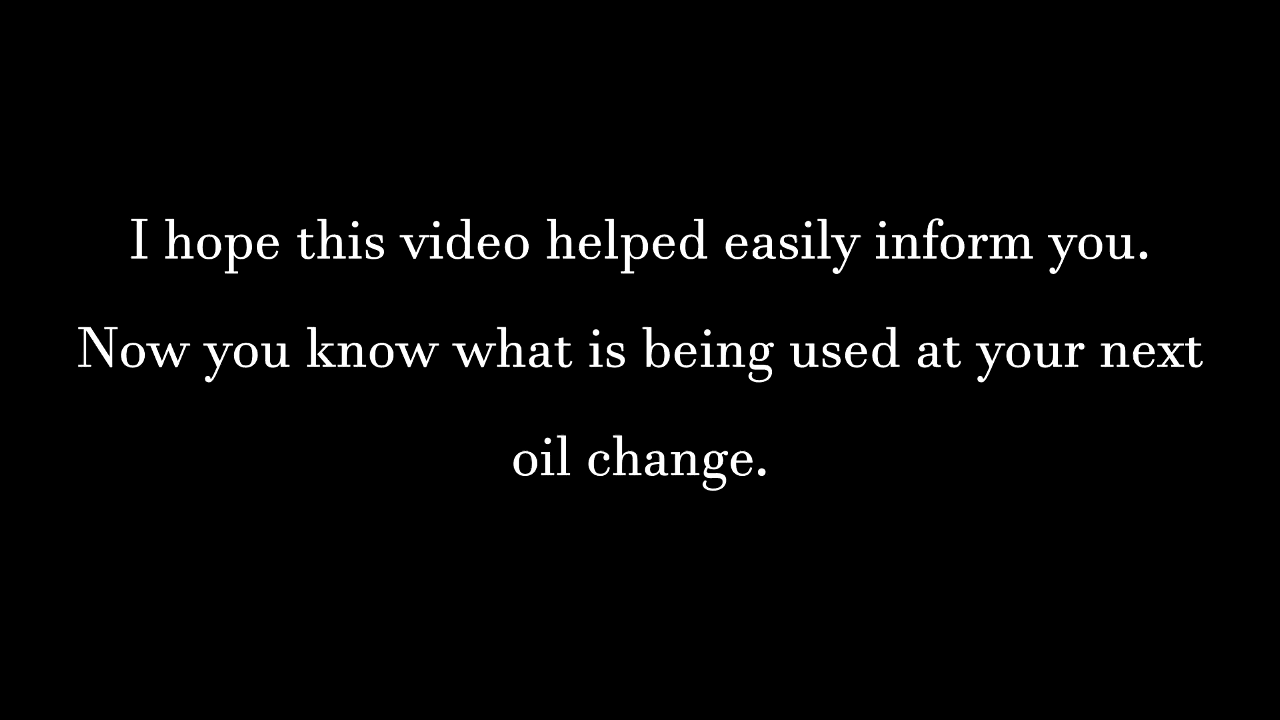 I hope this video helped easily inform you.
Now you know what is being used at your next
oil change.